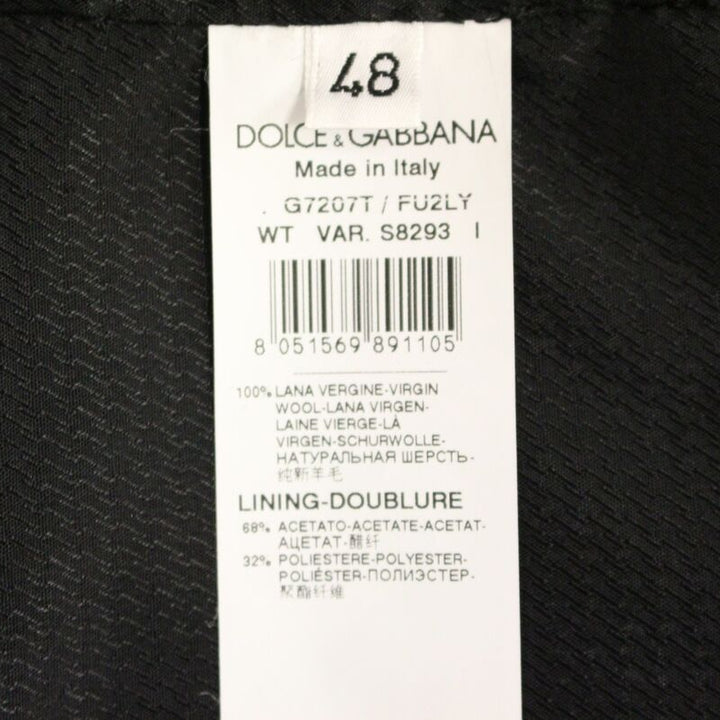 48
DOLCE & GABBANA
Made in Italy
. G7207T / FU2LY
WT VAR. S8293 I
8 051569 891105
100% LANA VERGINE-VIRGIN
WOOL-LANA VIRGEN-
LAINE VIERGE-LÀ
VIRGEN-SCHURWOLLE-
НАТУРАЛЬНАЯ ШЕРСТЬ-
纯新羊毛
LINING-DOUBLURE
68% ACETATO-ACETATE-ACETAT-
АЦЕТАТ-醋纤
32% POLIESTERE-POLYESTER-
POLIÉSTER-ПОЛИЭСТЕР-
聚酯纤维